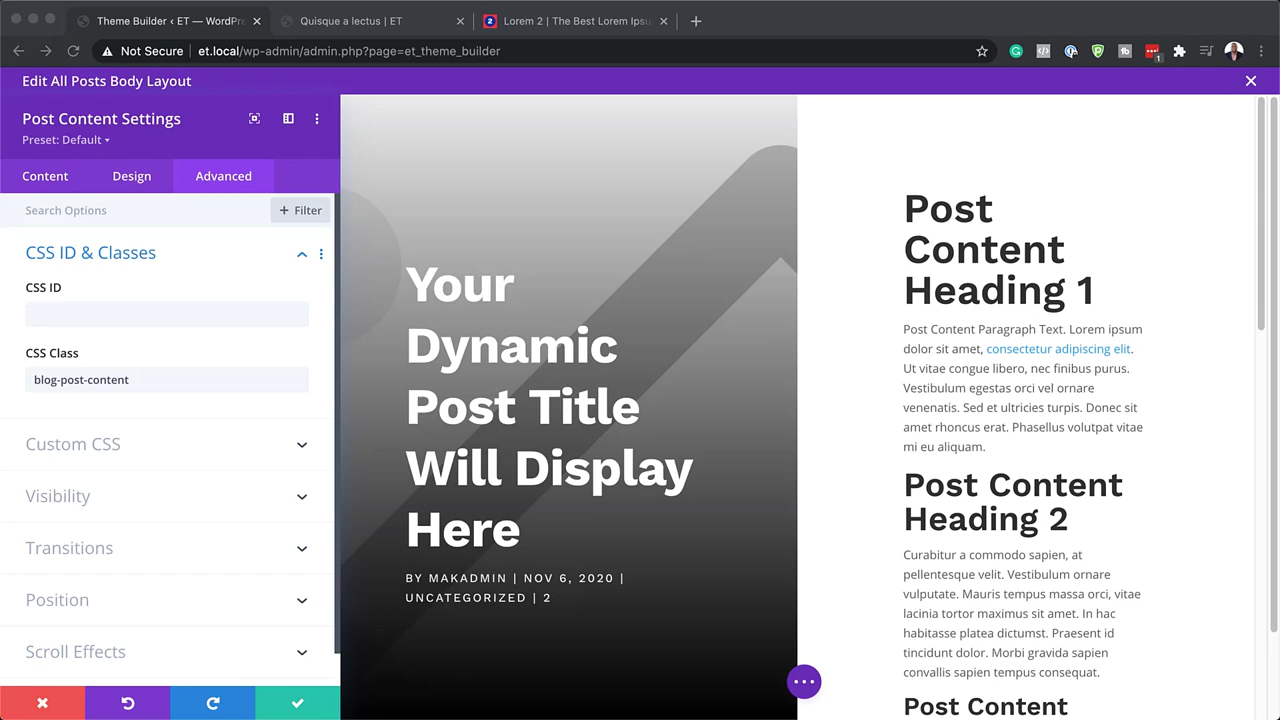 Theme Builder ‹ ET — WordPre
Quisque a lectus | ET
Lorem 2 | The Best Lorem Ipsu
Not Secure
et.local/wp-admin/admin.php?page=et_theme_builder
1
Edit All Posts Body Layout
Post Content Settings
Preset: Default
Content
Design
Advanced
Search Options
+ Filter
CSS ID & Classes
CSS ID
CSS Class
blog-post-content
Custom CSS
Visibility
Transitions
Position
Scroll Effects
Your
Dynamic
Post Title
Will Display
Here
BY MAKADMIN | NOV 6, 2020 |
UNCATEGORIZED | 2
Post
Content
Heading 1
Post Content Paragraph Text. Lorem ipsum
dolor sit amet, consectetur adipiscing elit.
Ut vitae congue libero, nec finibus purus.
Vestibulum egestas orci vel ornare
venenatis. Sed et ultricies turpis. Donec sit
amet rhoncus erat. Phasellus volutpat vitae
mi eu aliquam.
Post Content
Heading 2
Curabitur a commodo sapien, at
pellentesque velit. Vestibulum ornare
vulputate. Mauris tempus massa orci, vitae
lacinia tortor maximus sit amet. In hac
habitasse platea dictumst. Praesent id
tincidunt dolor. Morbi gravida sapien
convallis sapien tempus consequat.
Post Content